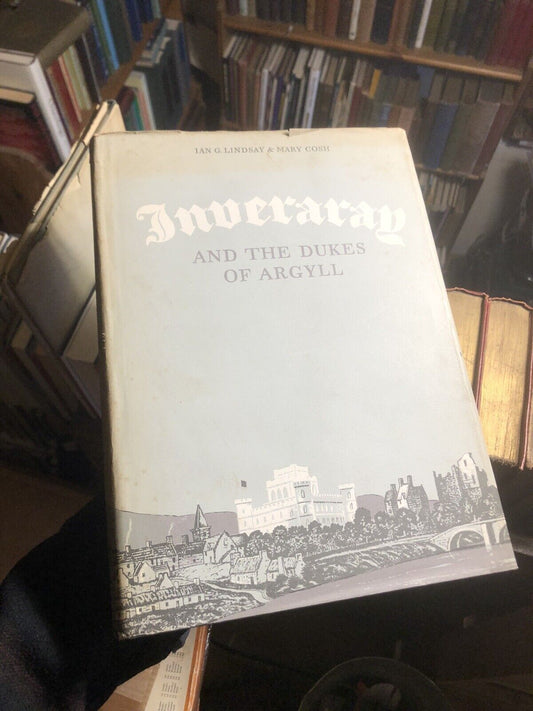 IAN G. LINDSAY & MARY COSH
Inveraray
AND THE DUKES
OF ARGYLL